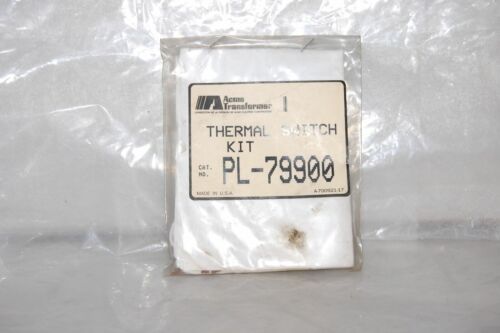 Acme
Transformer
THERMAL SWITCH
KIT
CAT.
NO. PL-79900
MADE IN U.S.A.